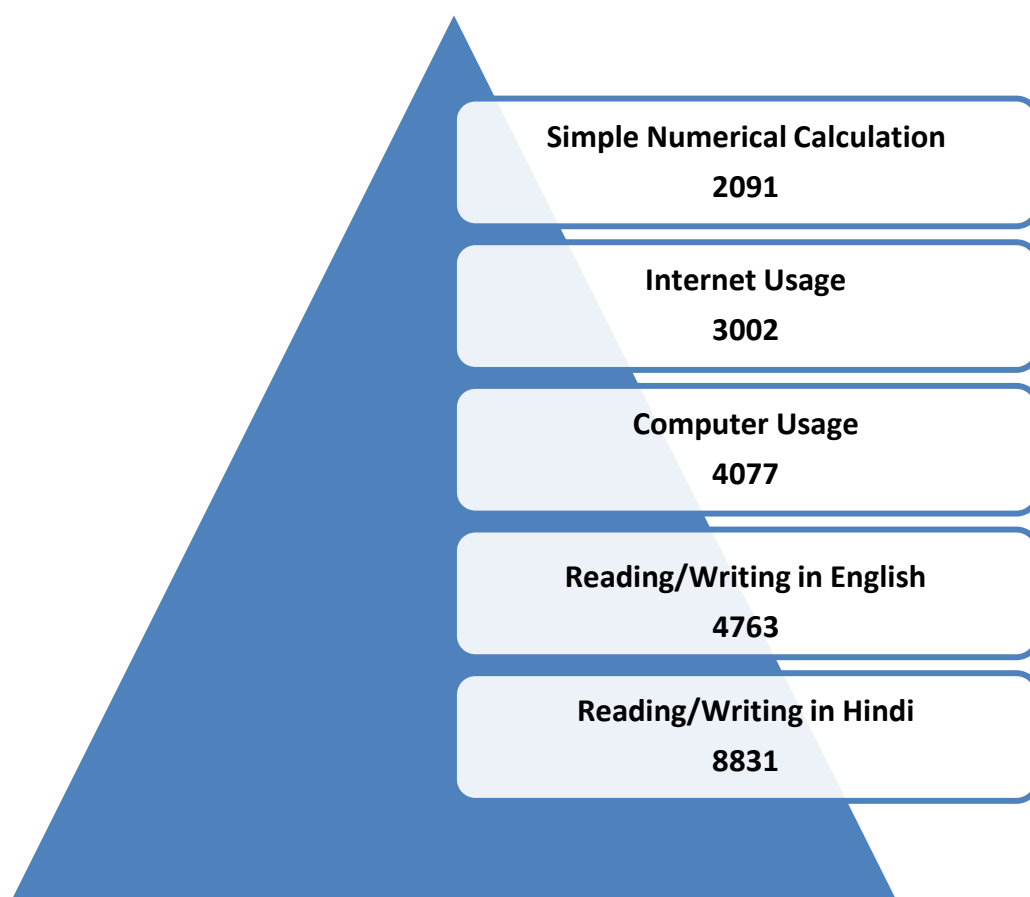 Simple Numerical Calculation
2091
Internet Usage
3002
Computer Usage
4077
Reading/Writing in English
4763
Reading/Writing in Hindi
8831